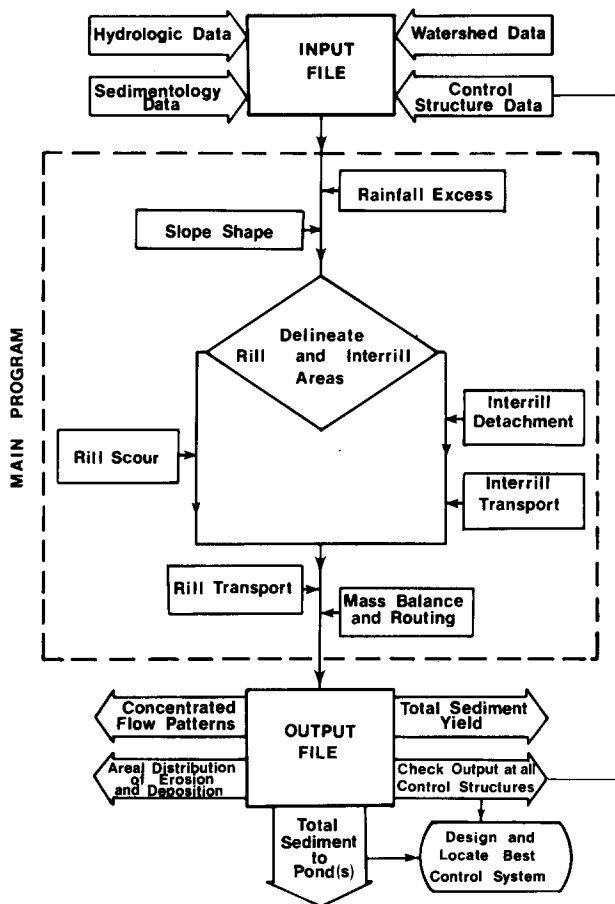 Hydrologic Data
Watershed Data
INPUT
FILE
Sedimentology
Data
Control
Structure Data
MAIN PROGRAM
Rainfall Excess
Slope Shape
Delineate
Rill and Interrill
Areas
Interrill
Detachment
Rill Scour
Interrill
Transport
Rill Transport
Mass Balance
and Routing
Concentrated
Flow Patterns
OUTPUT
FILE
Total Sediment
Yield
Areal Distribution
of Erosion
and Deposition
Check Output at all
Control Structures
Total
Sediment
to
Pond(s)
Design and
Locate Best
Control System